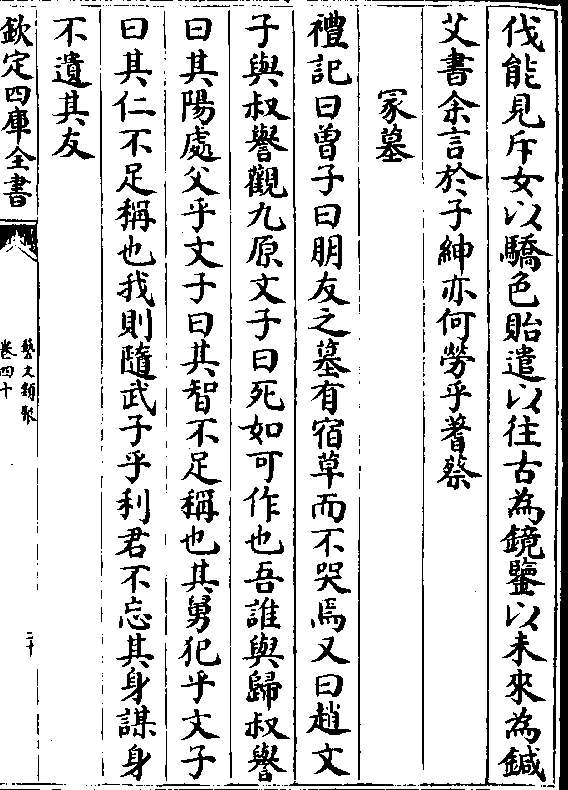 伐能見斥女以驕色貽遣以往古為鏡鑒以未來為鍼
艾書余言於子紳亦何勞乎蓍蔡
冢墓
禮記曰曾子曰朋友之墓有宿草而不哭焉又曰趙文
子與叔譽觀九原文子曰死如可作也吾誰與歸叔譽
曰其陽處父乎文子曰其智不足稱也其舅犯乎文子
曰其仁不足稱也我則隨武子乎利君不忘其身謀身
不遺其友
欽定四庫全書
藝文類聚
卷四十
二十